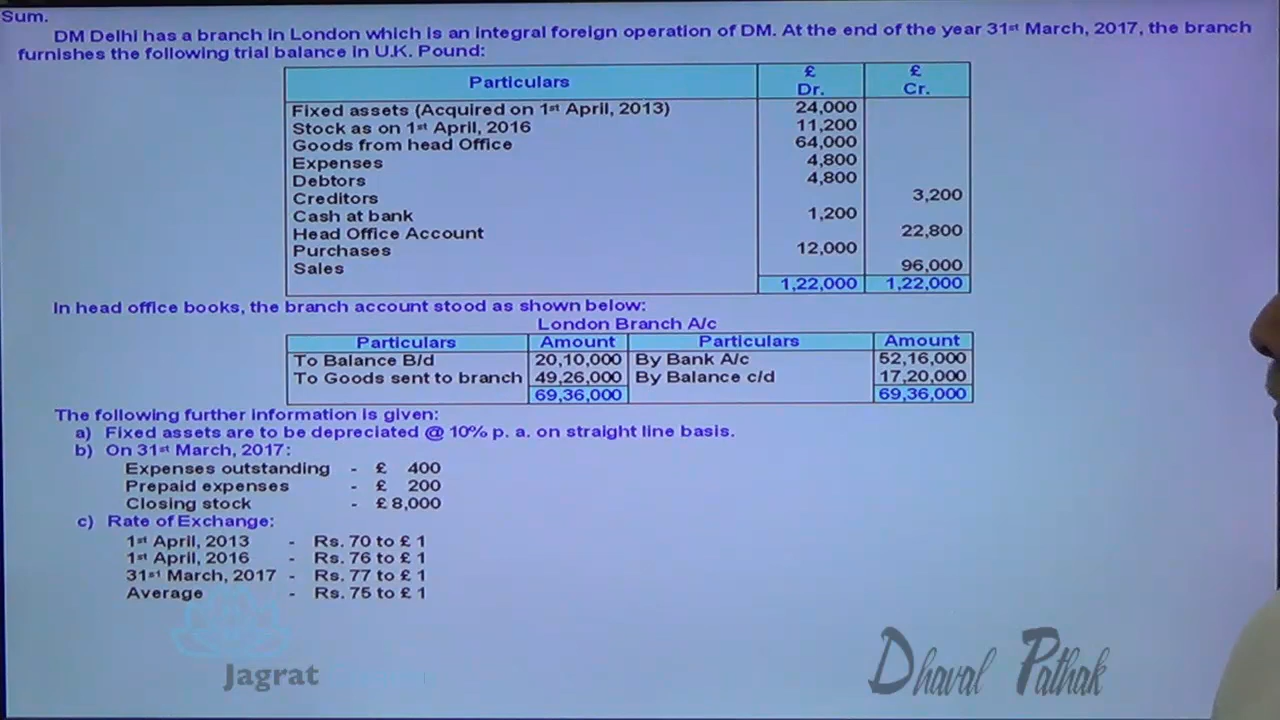 Sum.
DM Delhi has a branch in London which is an integral foreign operation of DM. At the end of the year 31st March, 2017, the branch
furnishes the following trial balance in U.K. Pound:
Particulars £ Dr. £ Cr.
Fixed assets (Acquired on 1st April, 2013) 24,000
Stock as on 1st April, 2016 11,200
Goods from head Office 64,000
Expenses 4,800
Debtors 4,800
Creditors 3,200
Cash at bank 1,200
Head Office Account 22,800
Purchases 12,000
Sales 96,000
1,22,000 1,22,000
In head office books, the branch account stood as shown below:
London Branch A/c
Particulars Amount Particulars Amount
To Balance B/d 20,10,000 By Bank A/c 52,16,000
To Goods sent to branch 49,26,000 By Balance c/d 17,20,000
69,36,000 69,36,000
The following further information is given:
a) Fixed assets are to be depreciated @ 10% p. a. on straight line basis.
b) On 31st March, 2017:
Expenses outstanding - £ 400
Prepaid expenses - £ 200
Closing stock - £ 8,000
c) Rate of Exchange:
1st April, 2013 - Rs. 70 to £ 1
1st April, 2016 - Rs. 76 to £ 1
31st March, 2017 - Rs. 77 to £ 1
Average - Rs. 75 to £ 1
Jagrat
Dhaval Pathak